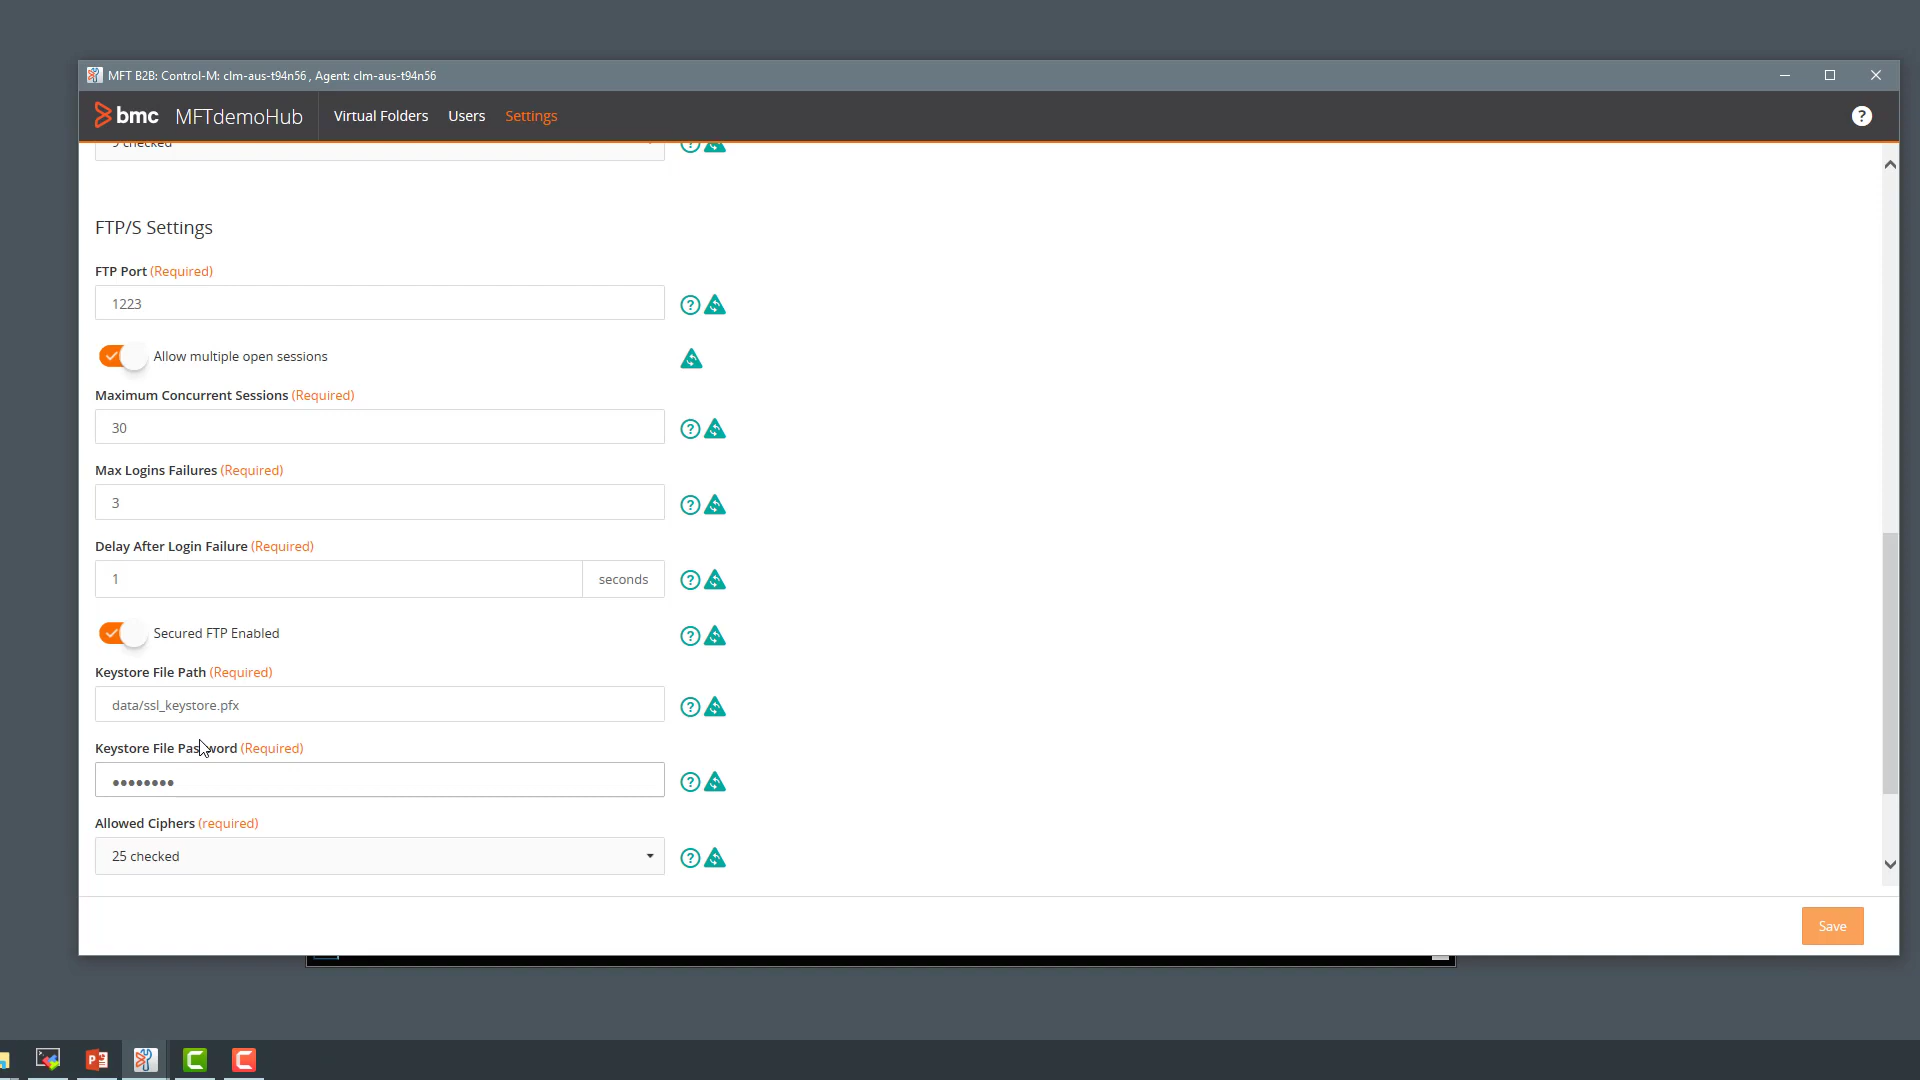 MFT B2B: Control-M: clm-aus-t94n56 , Agent: clm-aus-t94n56
bmc MFTdemoHub Virtual Folders Users Settings ?
9 checked
FTP/S Settings
FTP Port (Required)
1223
Allow multiple open sessions
Maximum Concurrent Sessions (Required)
30
Max Logins Failures (Required)
3
Delay After Login Failure (Required)
1 seconds
Secured FTP Enabled
Keystore File Path (Required)
data/ssl_keystore.pfx
Keystore File Password (Required)
••••••••
Allowed Ciphers (required)
25 checked
Save